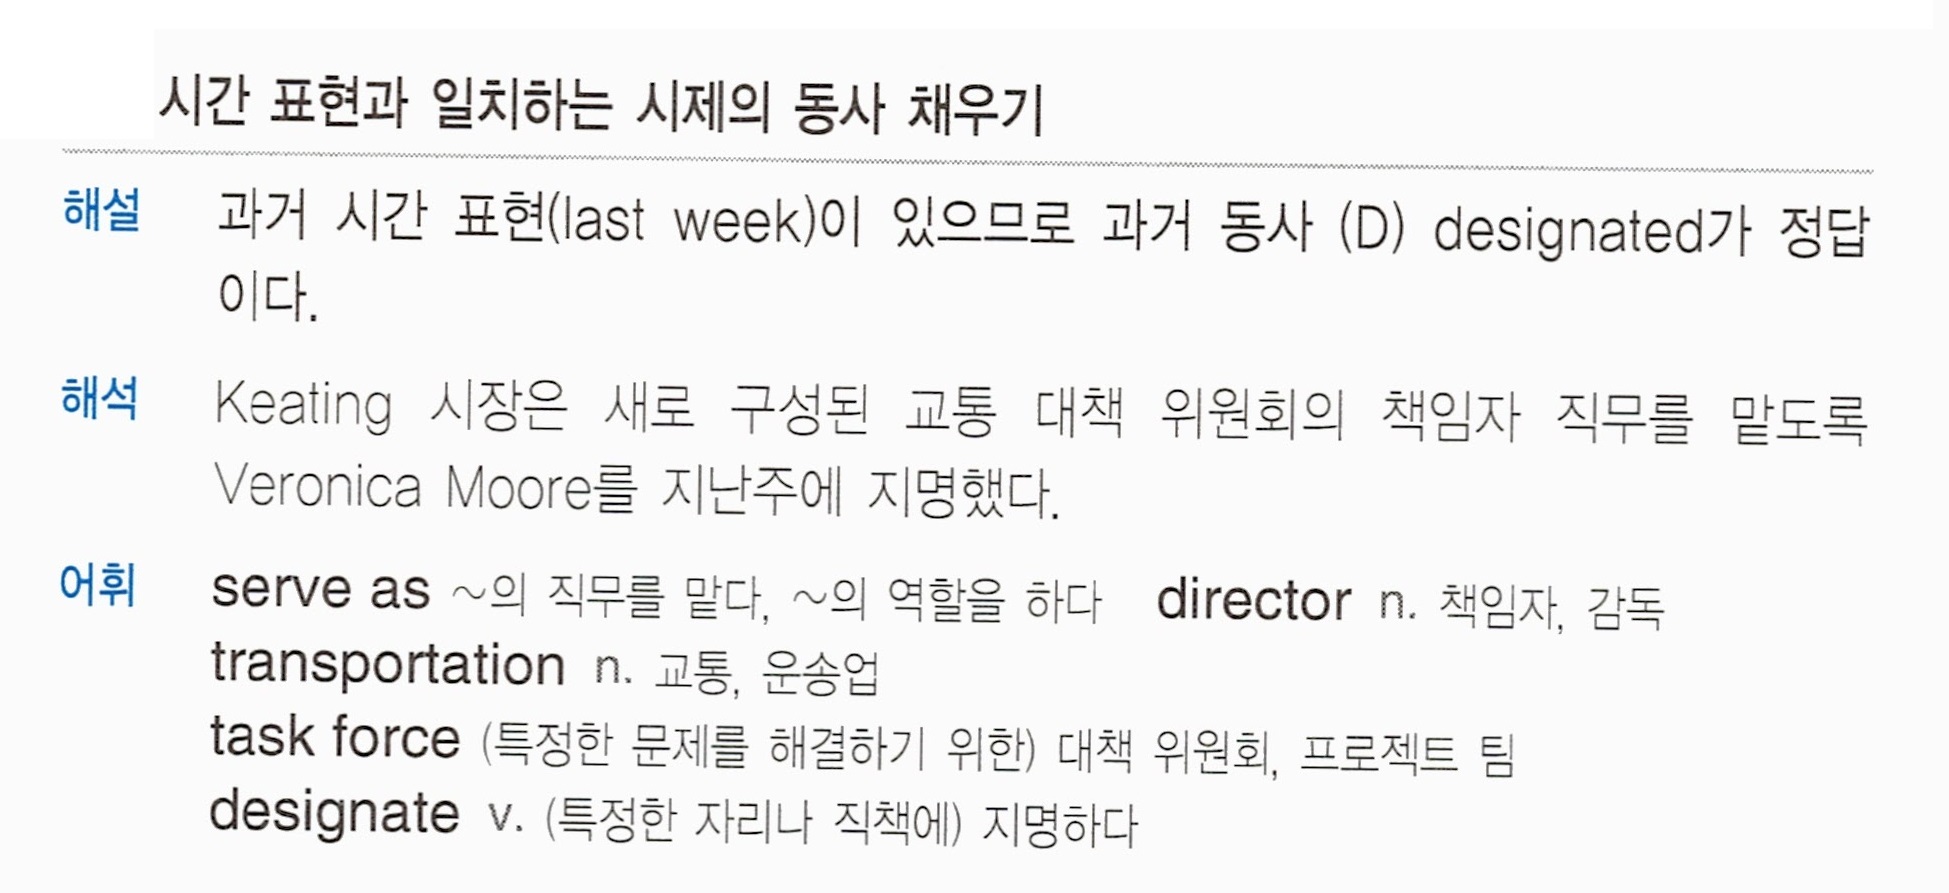 시간 표현과 일치하는 시제의 동사 채우기
해설 과거 시간 표현(last week)이 있으므로 과거 동사 (D) designated가 정답
이다.
해석 Keating 시장은 새로 구성된 교통 대책 위원회의 책임자 직무를 맡도록
Veronica Moore를 지난주에 지명했다.
어휘 serve as ~의 직무를 맡다, ~의 역할을 하다 director n. 책임자, 감독
transportation n. 교통, 운송업
task force (특정한 문제를 해결하기 위한) 대책 위원회, 프로젝트 팀
designate v. (특정한 자리나 직책에) 지명하다